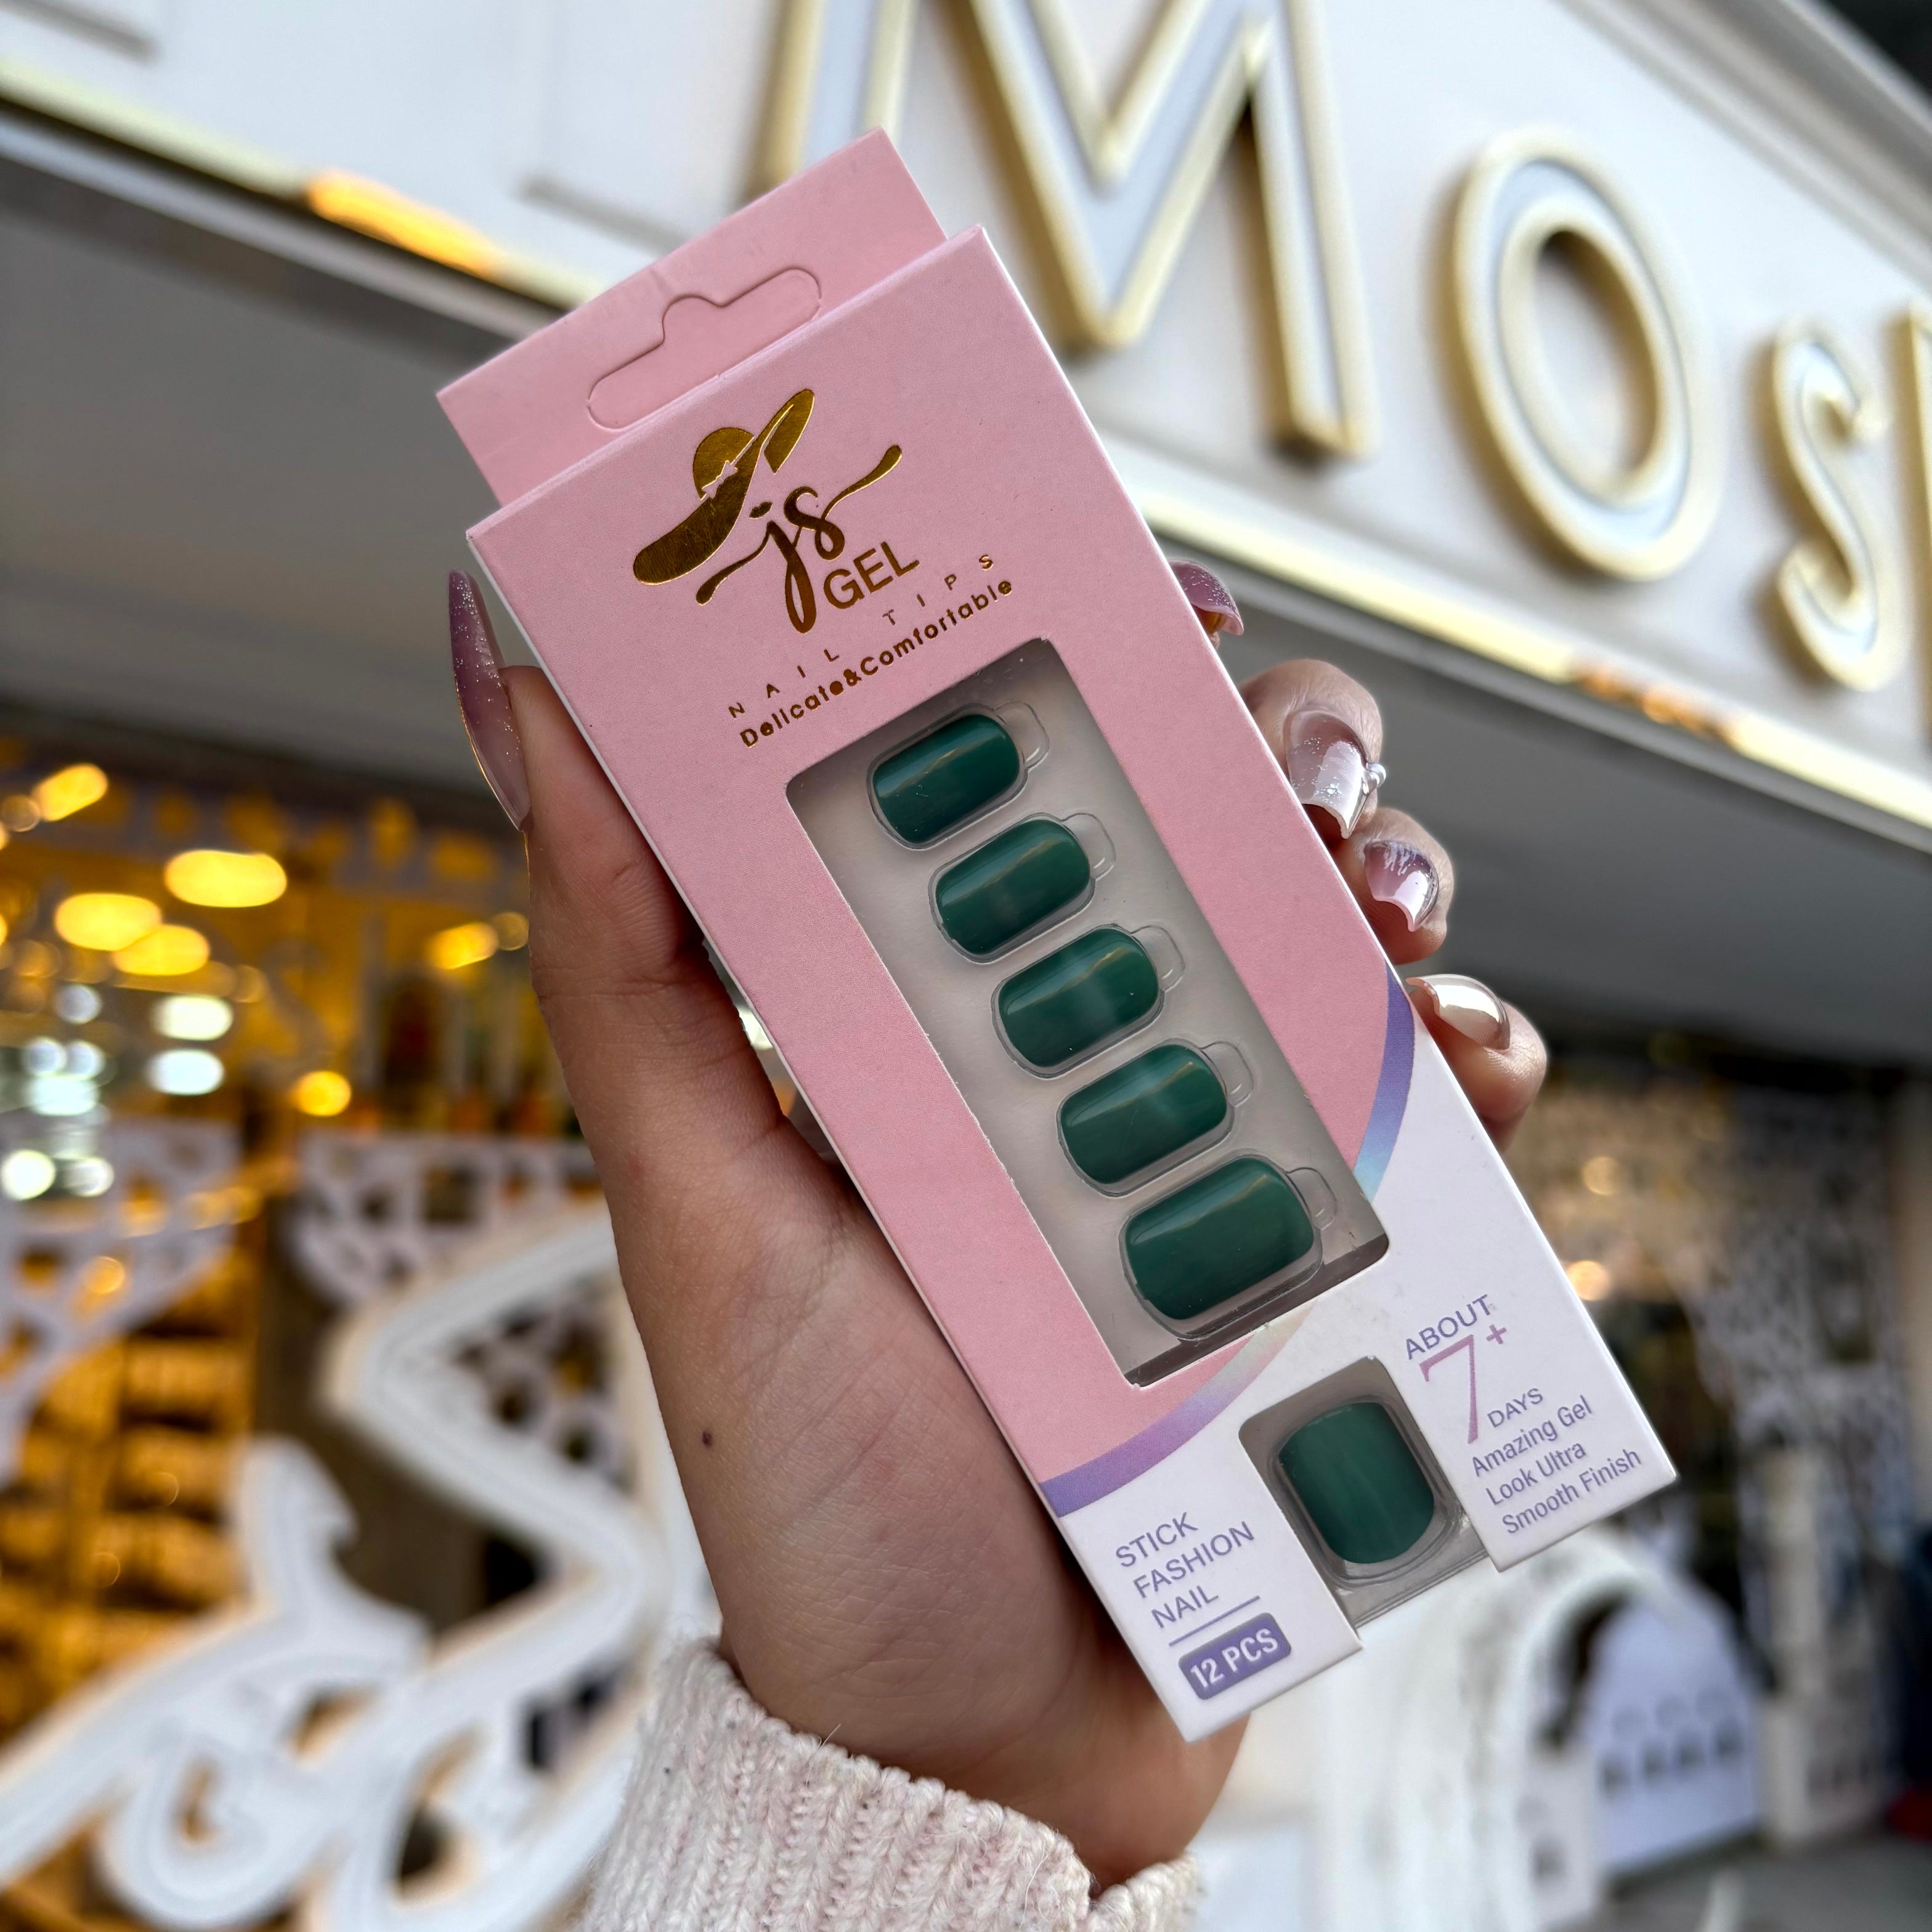 MOS
js
GEL
NAIL TIPS
Delicate&Comfortable
ABOUT
7+
DAYS
Amazing Gel
Look Ultra
Smooth Finish
STICK
FASHION
NAIL
12 PCS